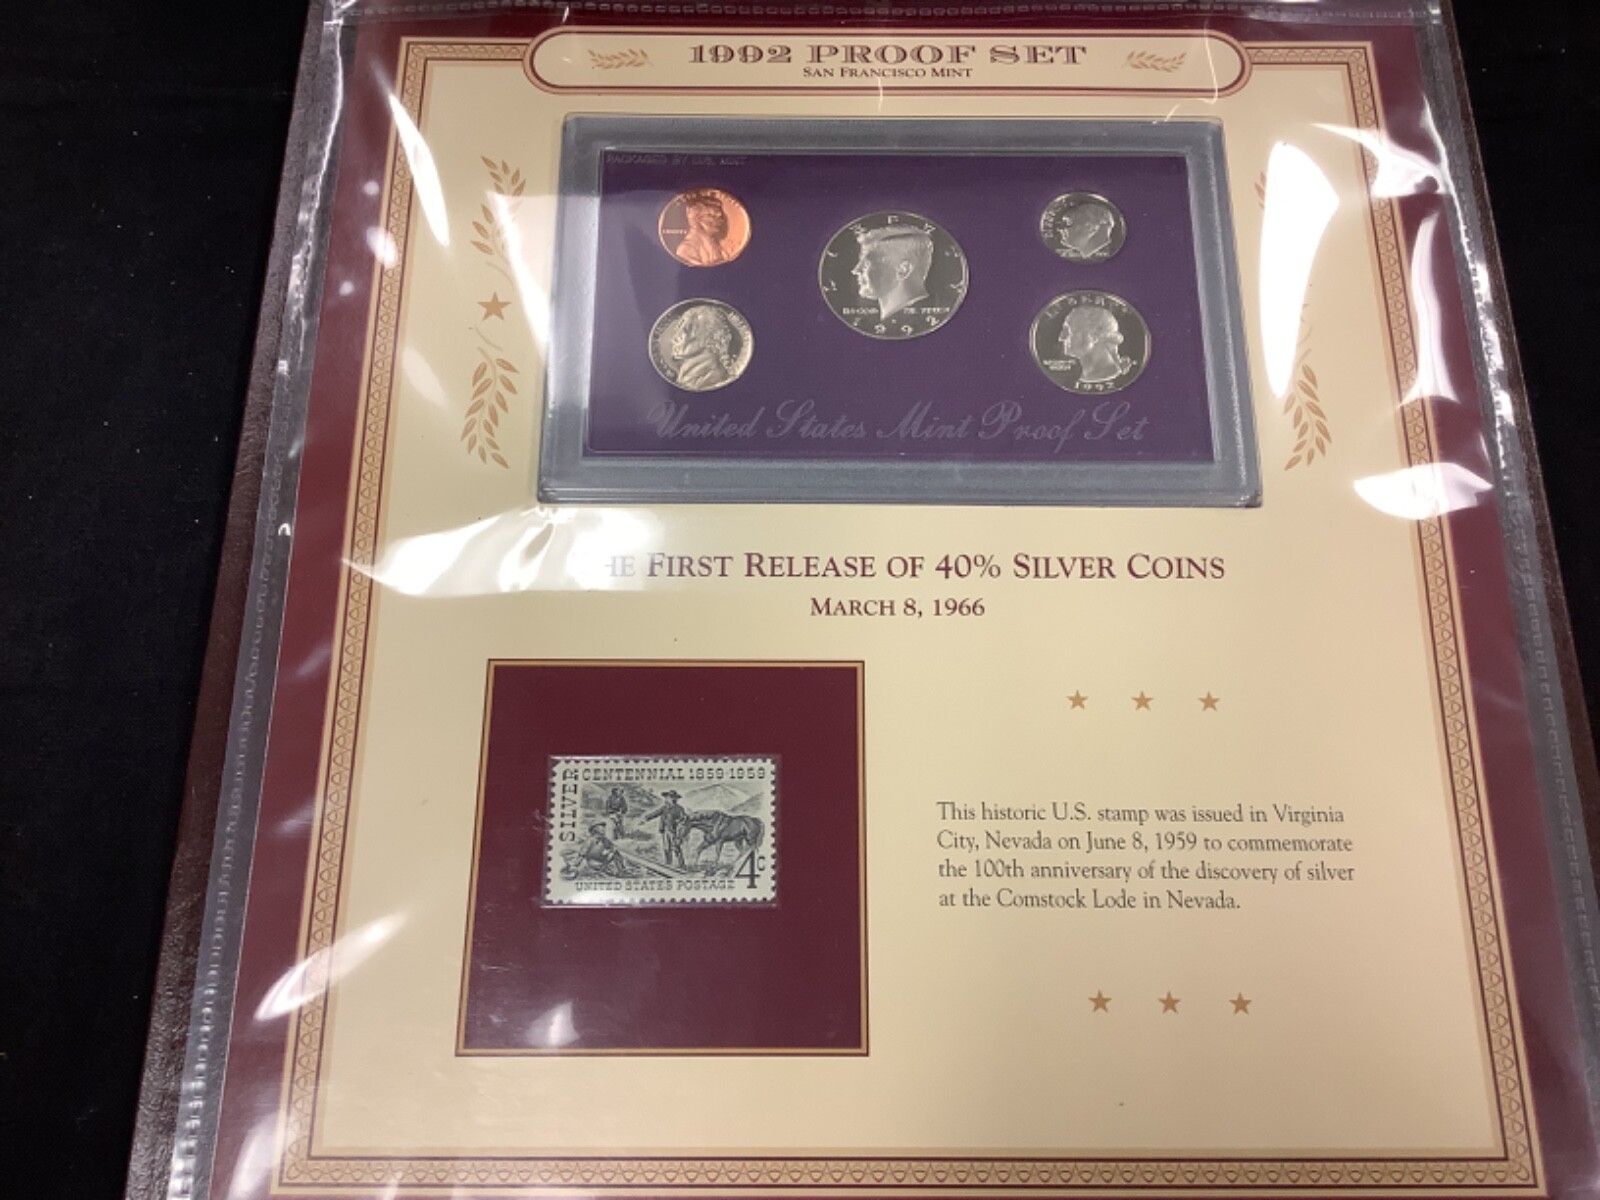 1992 PROOF SET
SAN FRANCISCO MINT
PACKAGED BY U.S. MINT
LIBERTY
1992
LIBERTY
1992
United States Mint Proof Set
HE FIRST RELEASE OF 40% SILVER COINS
MARCH 8, 1966
SILVER
CENTENNIAL 1859-1959
4c
UNITED STATES POSTAGE
This historic U.S. stamp was issued in Virginia
City, Nevada on June 8, 1959 to commemorate
the 100th anniversary of the discovery of silver
at the Comstock Lode in Nevada.